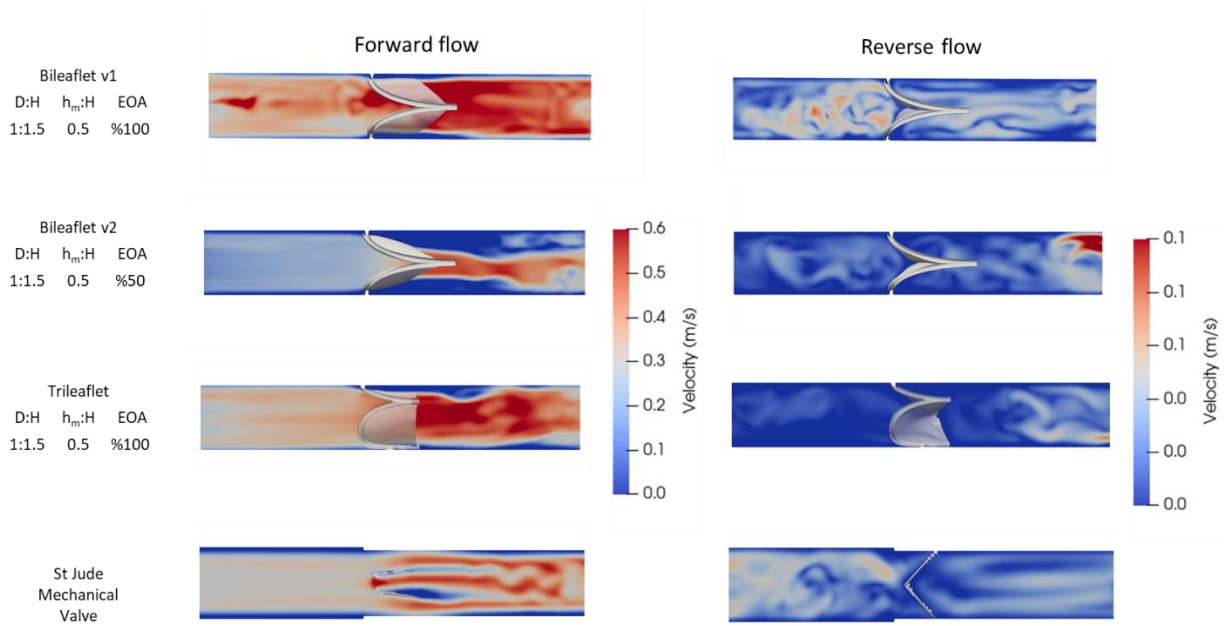 Forward flow
Reverse flow
Bileaflet v1
D:H hm:H EOA
1:1.5 0.5 %100
Bileaflet v2
D:H hm:H EOA
1:1.5 0.5 %50
Trileaflet
D:H hm:H EOA
1:1.5 0.5 %100
St Jude
Mechanical
Valve
0.6
0.5
0.4
0.3
0.2
0.1
0.0
Velocity (m/s)
0.1
0.1
0.1
0.0
0.0
0.0
Velocity (m/s)